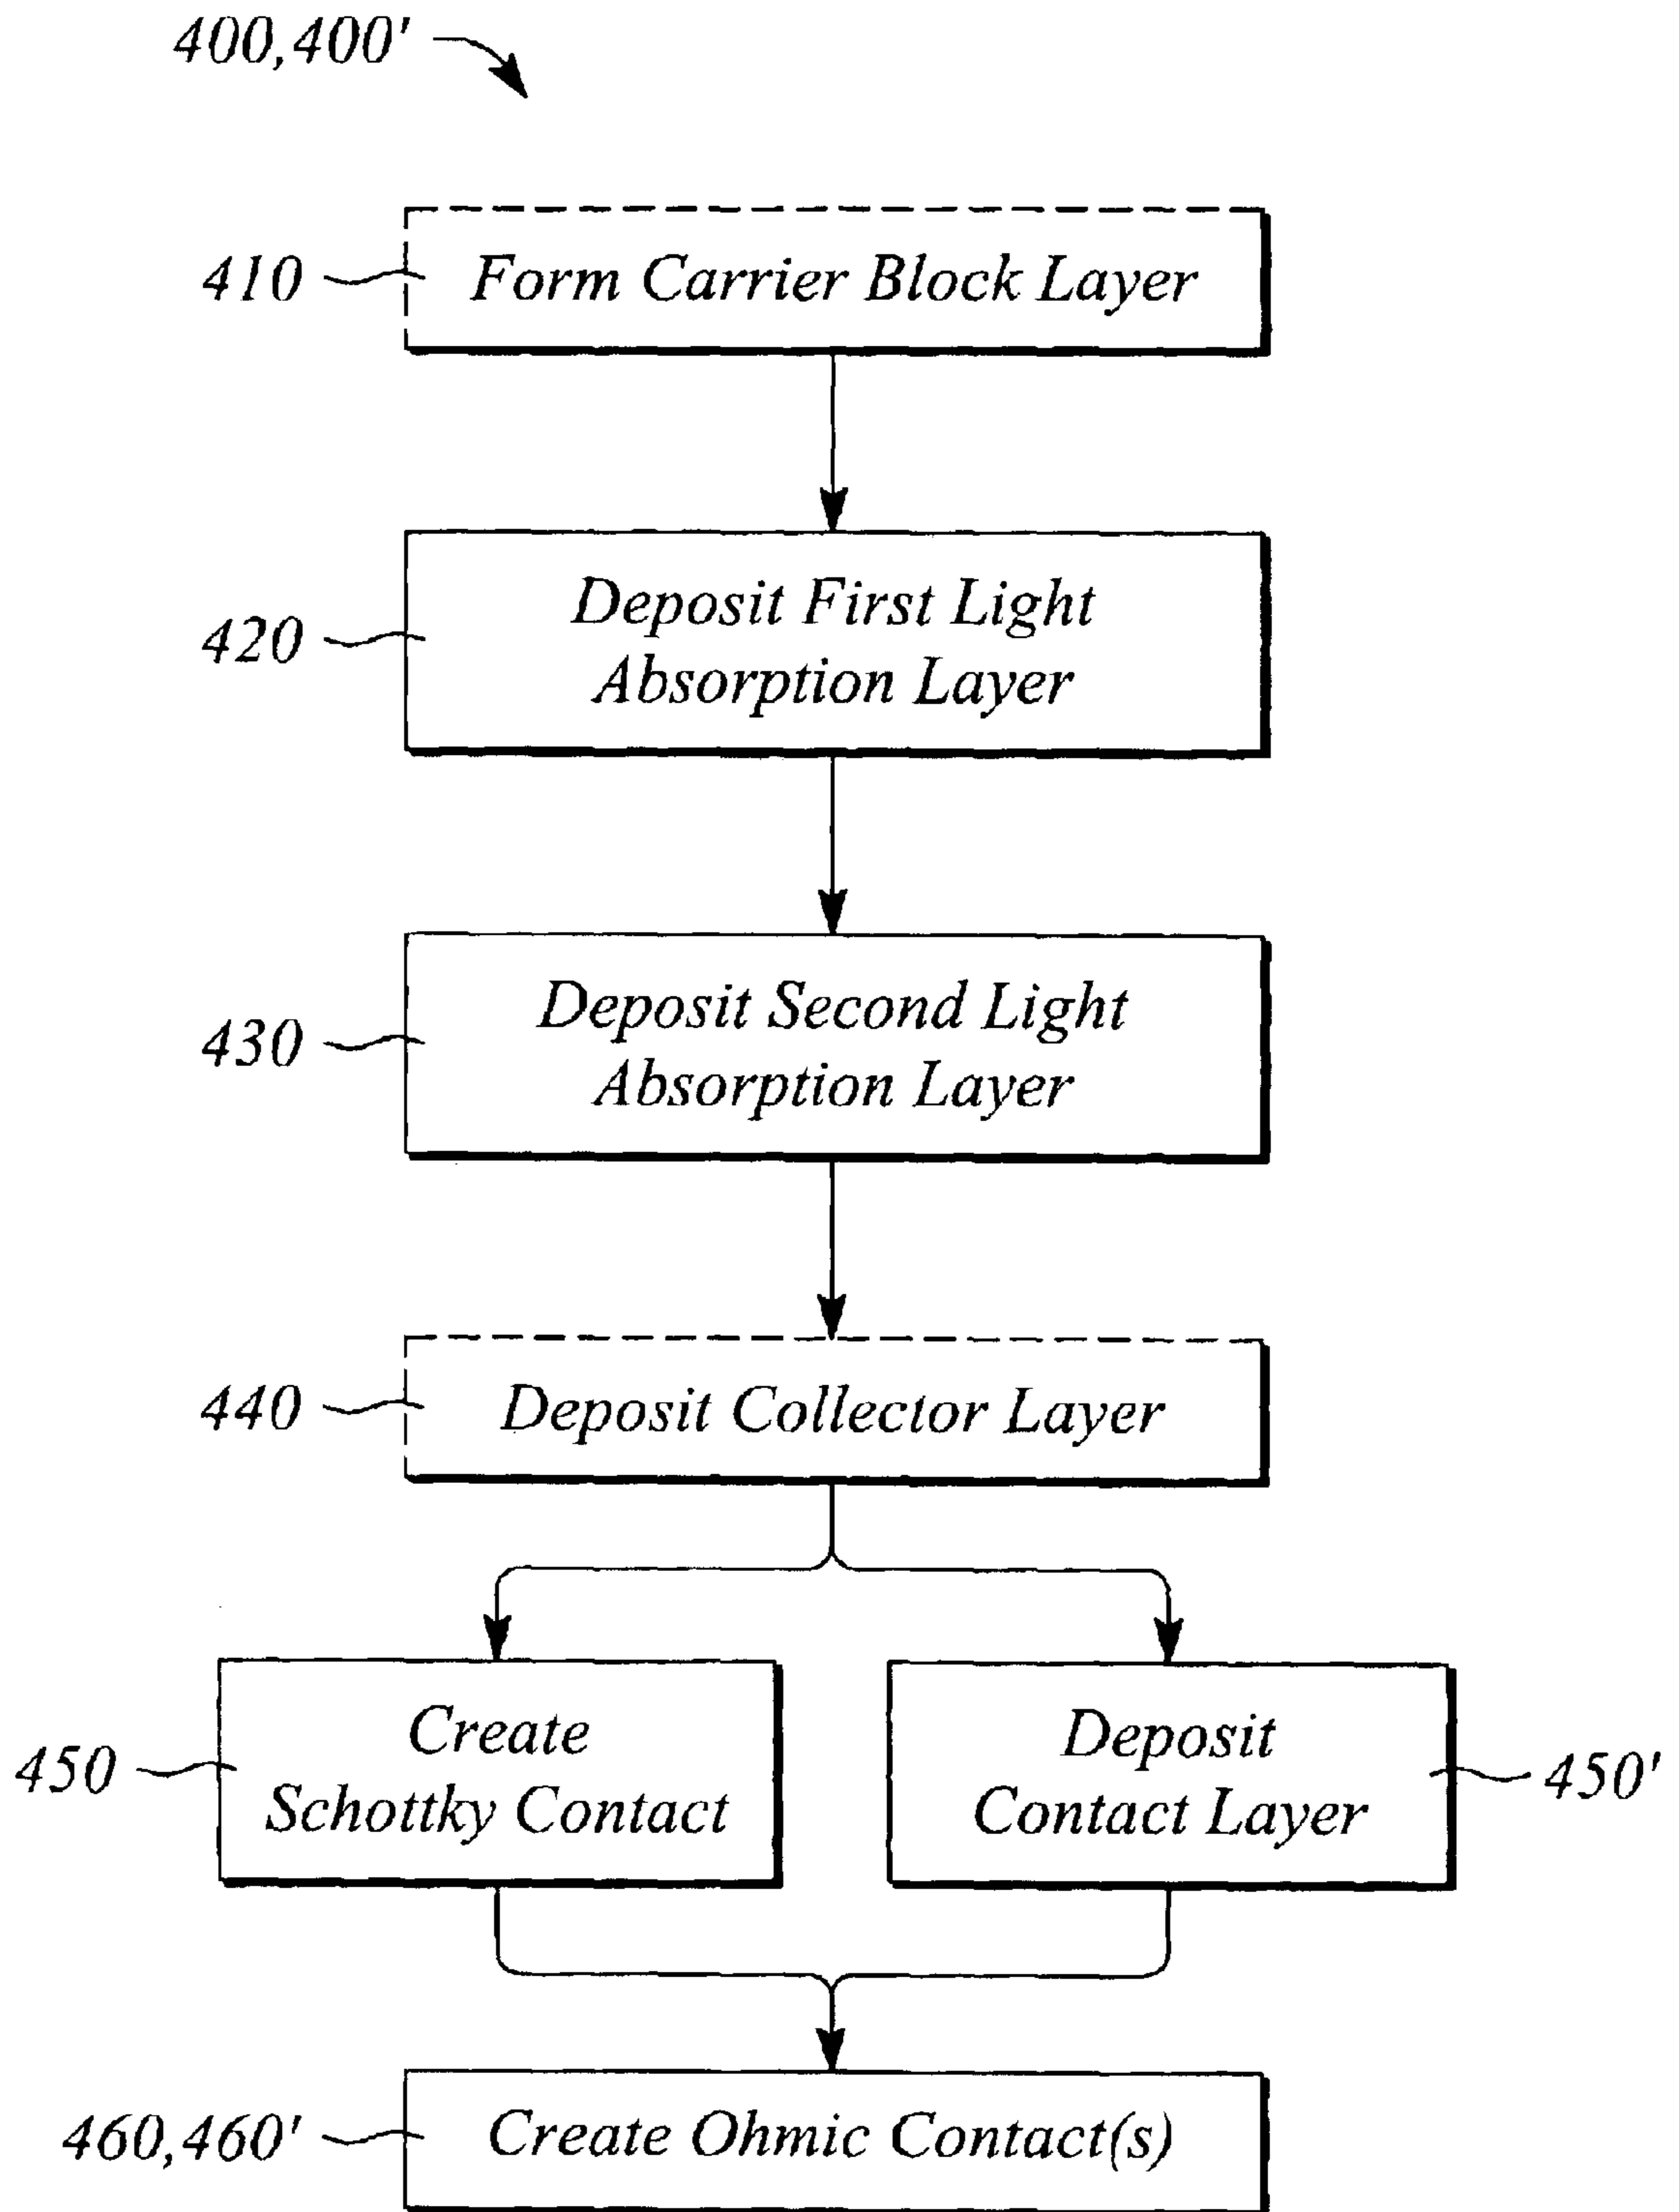 400,400'
410
Form Carrier Block Layer
420
Deposit First Light
Absorption Layer
430
Deposit Second Light
Absorption Layer
440
Deposit Collector Layer
450
Create
Schottky Contact
Deposit
Contact Layer
450'
460,460'
Create Ohmic Contact(s)